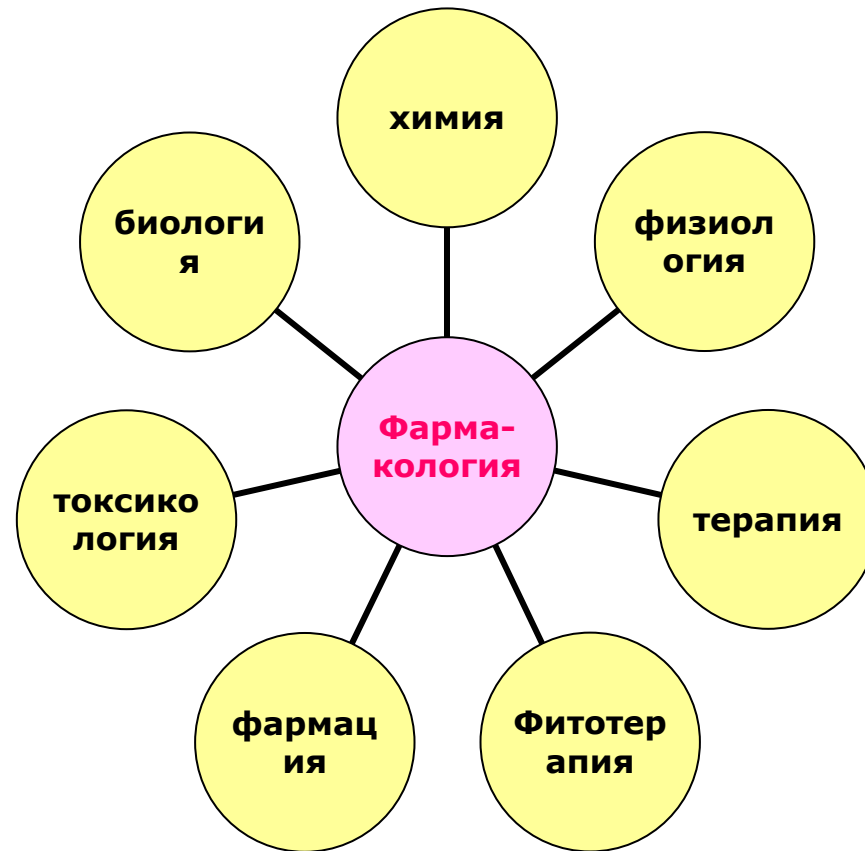 химия
биологи
я
физиол
огия
Фарма-
кология
токсико
логия
терапия
фармац
ия
Фитотер
апия